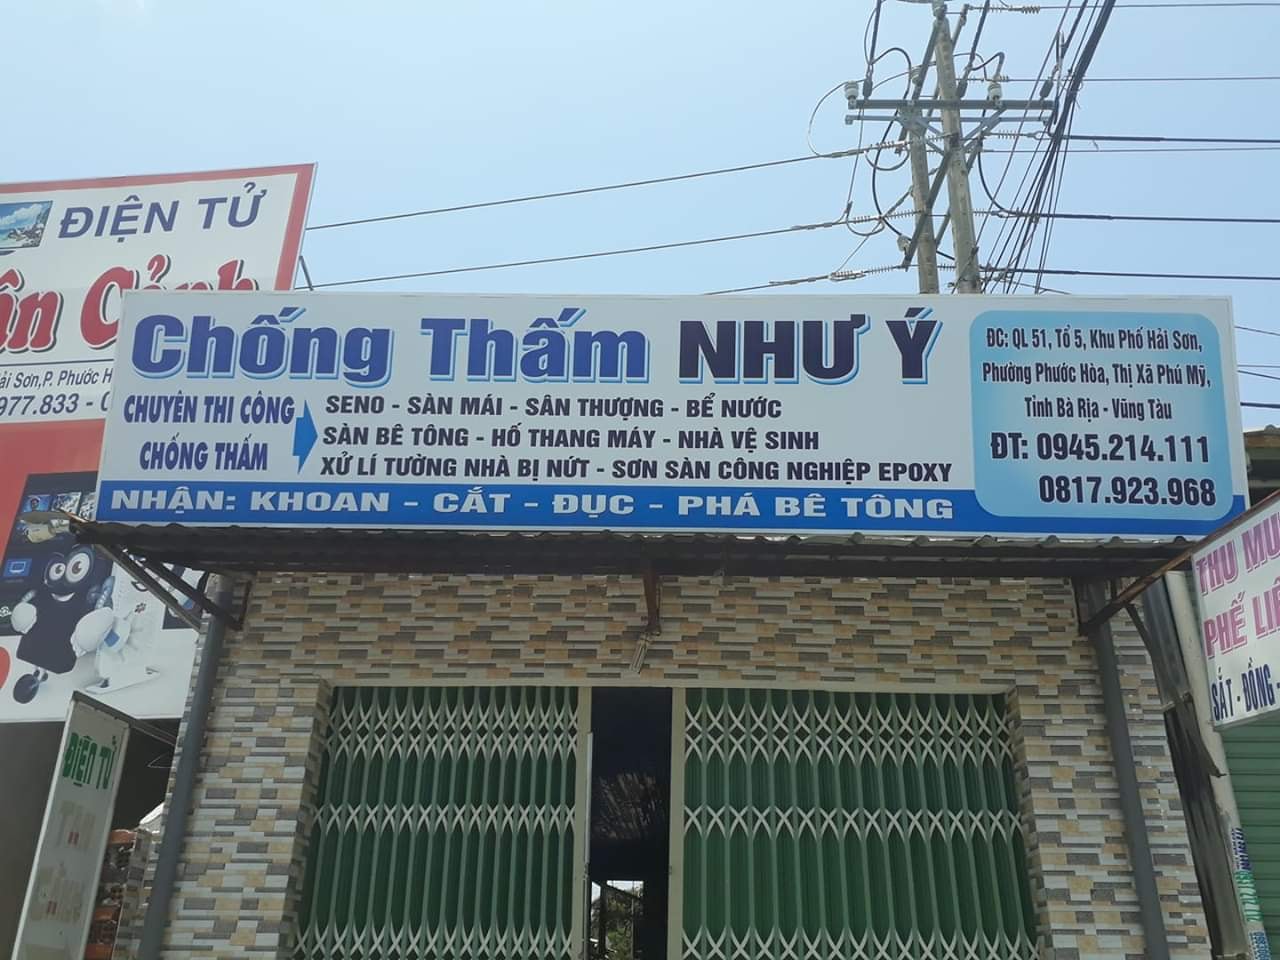 ĐIỆN TỬ
Chống Thấm NHƯ Ý
CHUYÊN THI CÔNG
CHỐNG THẤM
SENO - SÀN MÁI - SÂN THƯỢNG - BỂ NƯỚC
SÀN BÊ TÔNG - HỐ THANG MÁY - NHÀ VỆ SINH
XỬ LÍ TƯỜNG NHÀ BỊ NỨT - SƠN SÀN CÔNG NGHIỆP EPOXY
NHẬN: KHOAN - CẮT - ĐỤC - PHÁ BÊ TÔNG
ĐC: QL 51, Tổ 5, Khu Phố Hải Sơn,
Phường Phước Hòa, Thị Xã Phú Mỹ,
Tỉnh Bà Rịa - Vũng Tàu
ĐT: 0945.214.111
0817.923.968
Sơn,P. Phước
977.833 -
THU
PHẾ
SẮT - ĐỒNG -
ĐIỆN TỬ